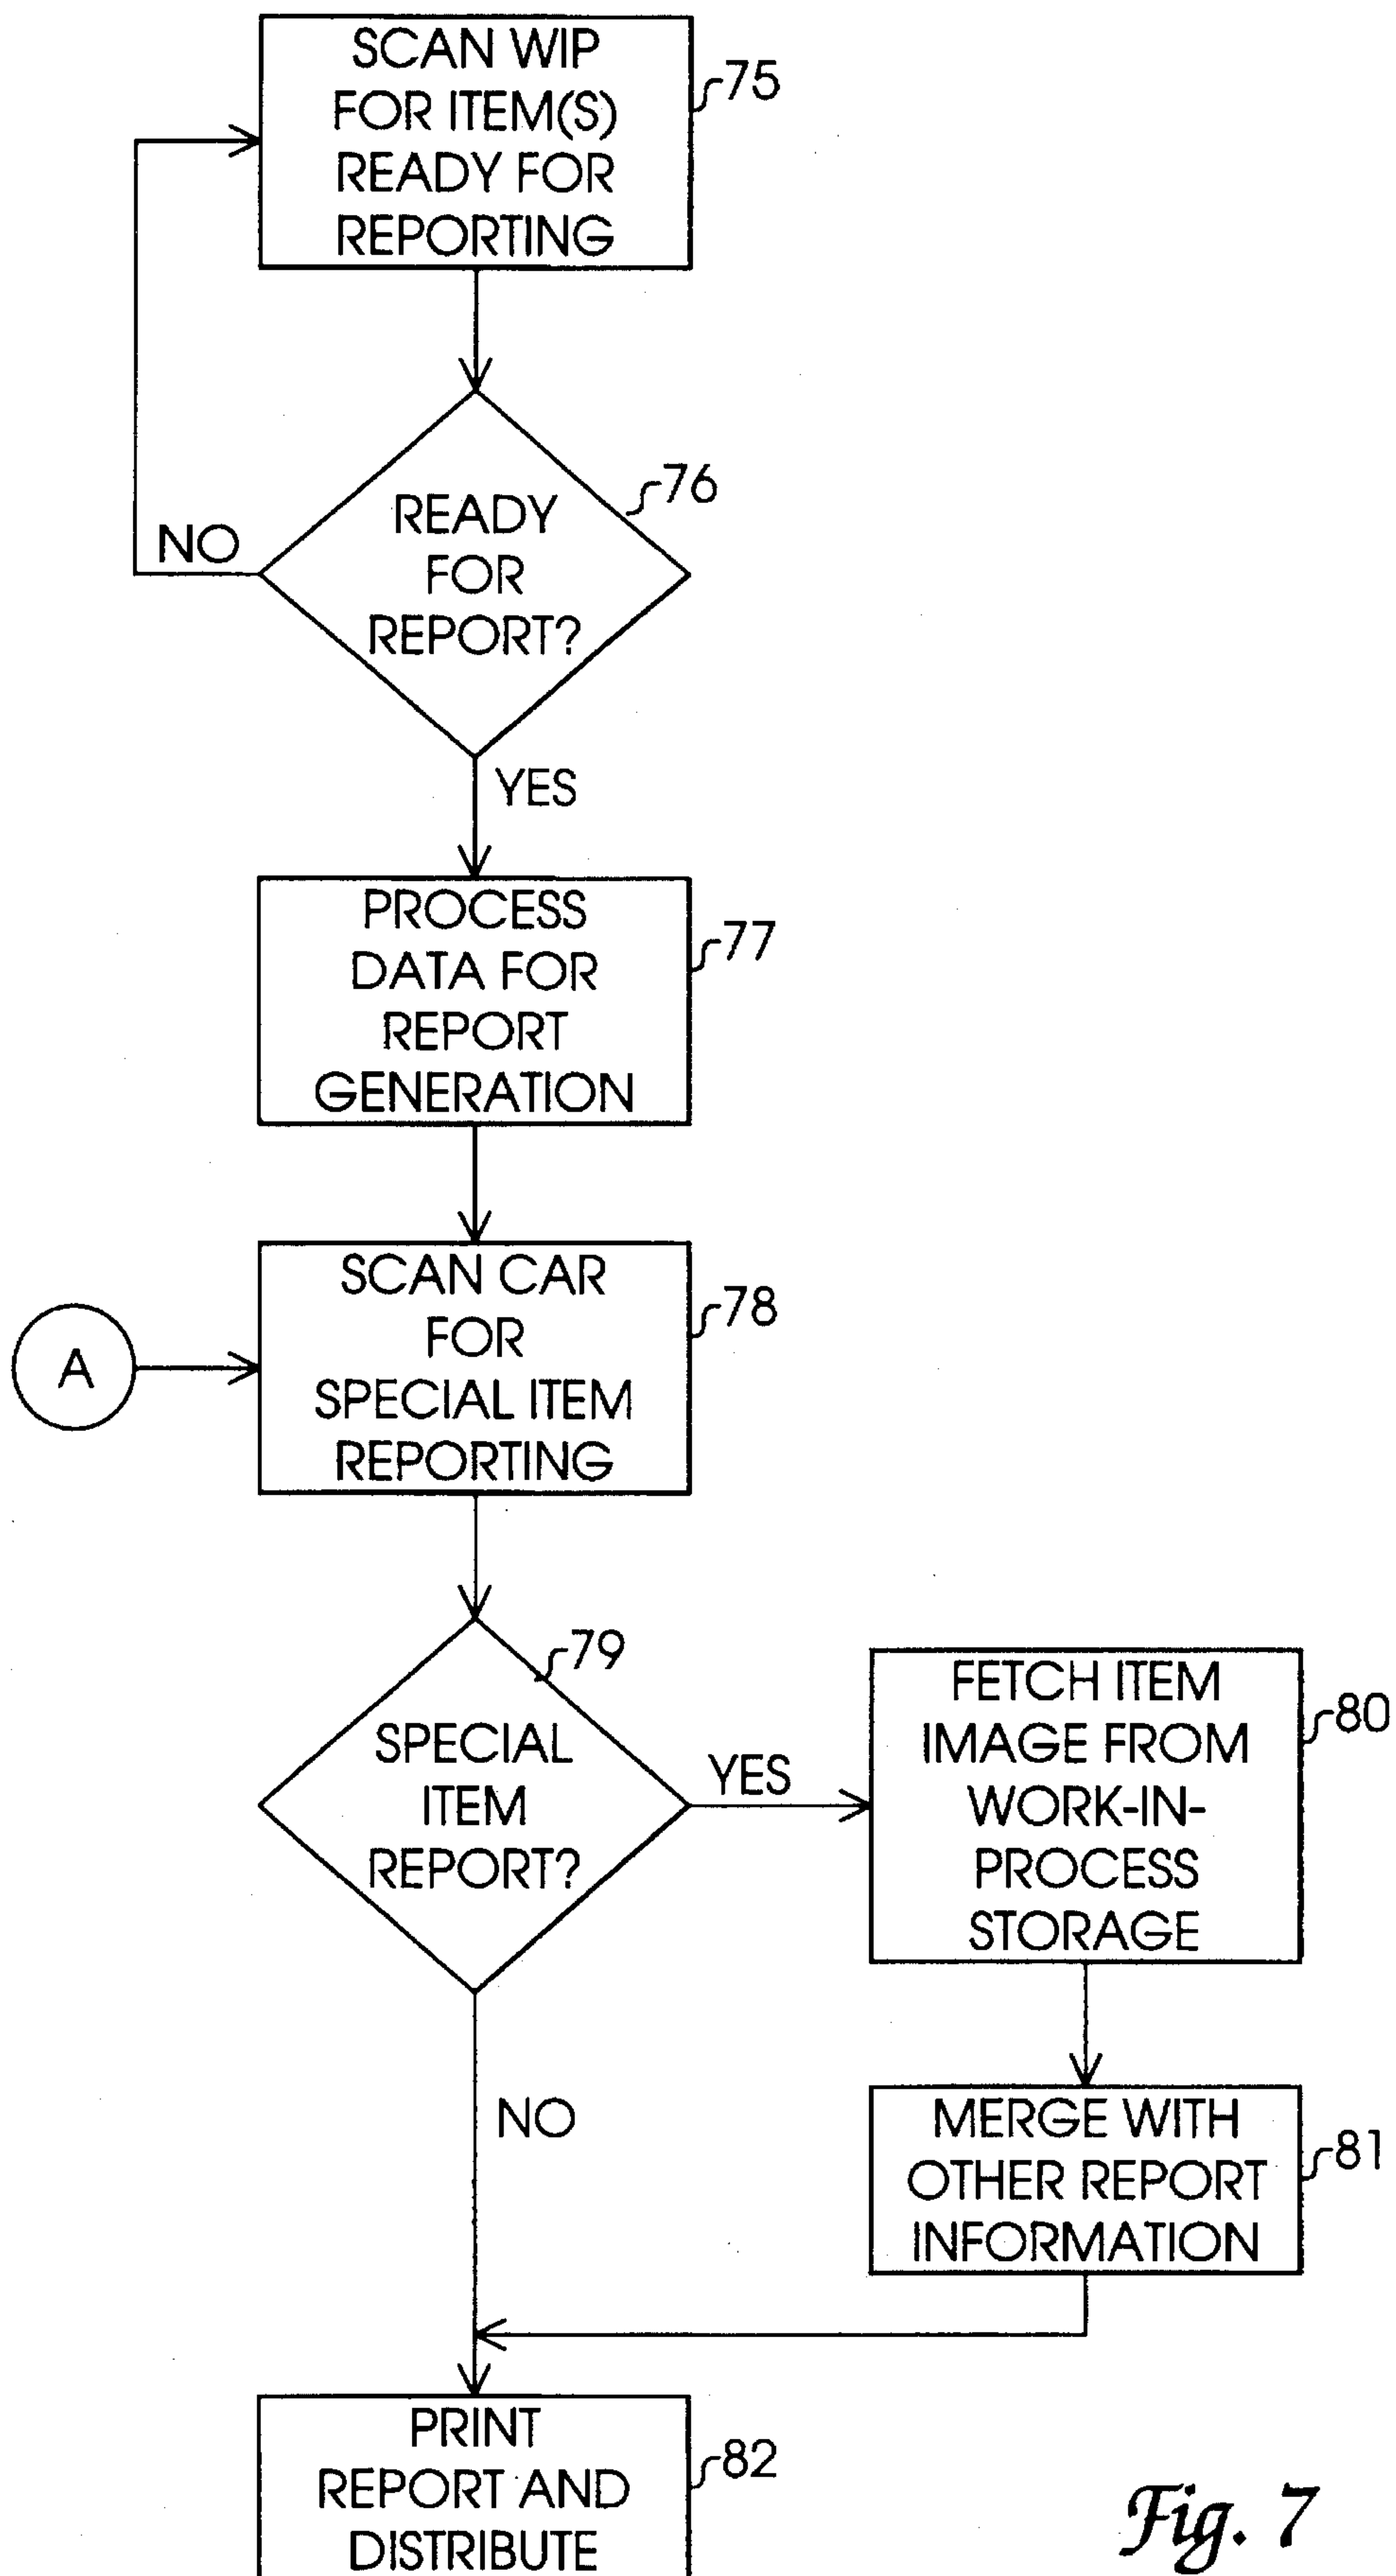 SCAN WIP
FOR ITEM(S)
READY FOR
REPORTING
75
READY
FOR
REPORT?
76
NO
YES
PROCESS
DATA FOR
REPORT
GENERATION
77
SCAN CAR
FOR
SPECIAL ITEM
REPORTING
78
A
SPECIAL
ITEM
REPORT?
79
YES
FETCH ITEM
IMAGE FROM
WORK-IN-
PROCESS
STORAGE
80
NO
MERGE WITH
OTHER REPORT
INFORMATION
81
PRINT
REPORT AND
DISTRIBUTE
82
Fig. 7